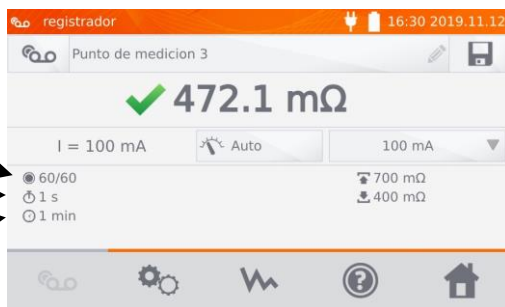 registrador 16:30 2019.11.12
Punto de medicion 3
472.1 mΩ
I = 100 mA Auto 100 mA
60/60 700 mΩ
1 s 400 mΩ
1 min
?